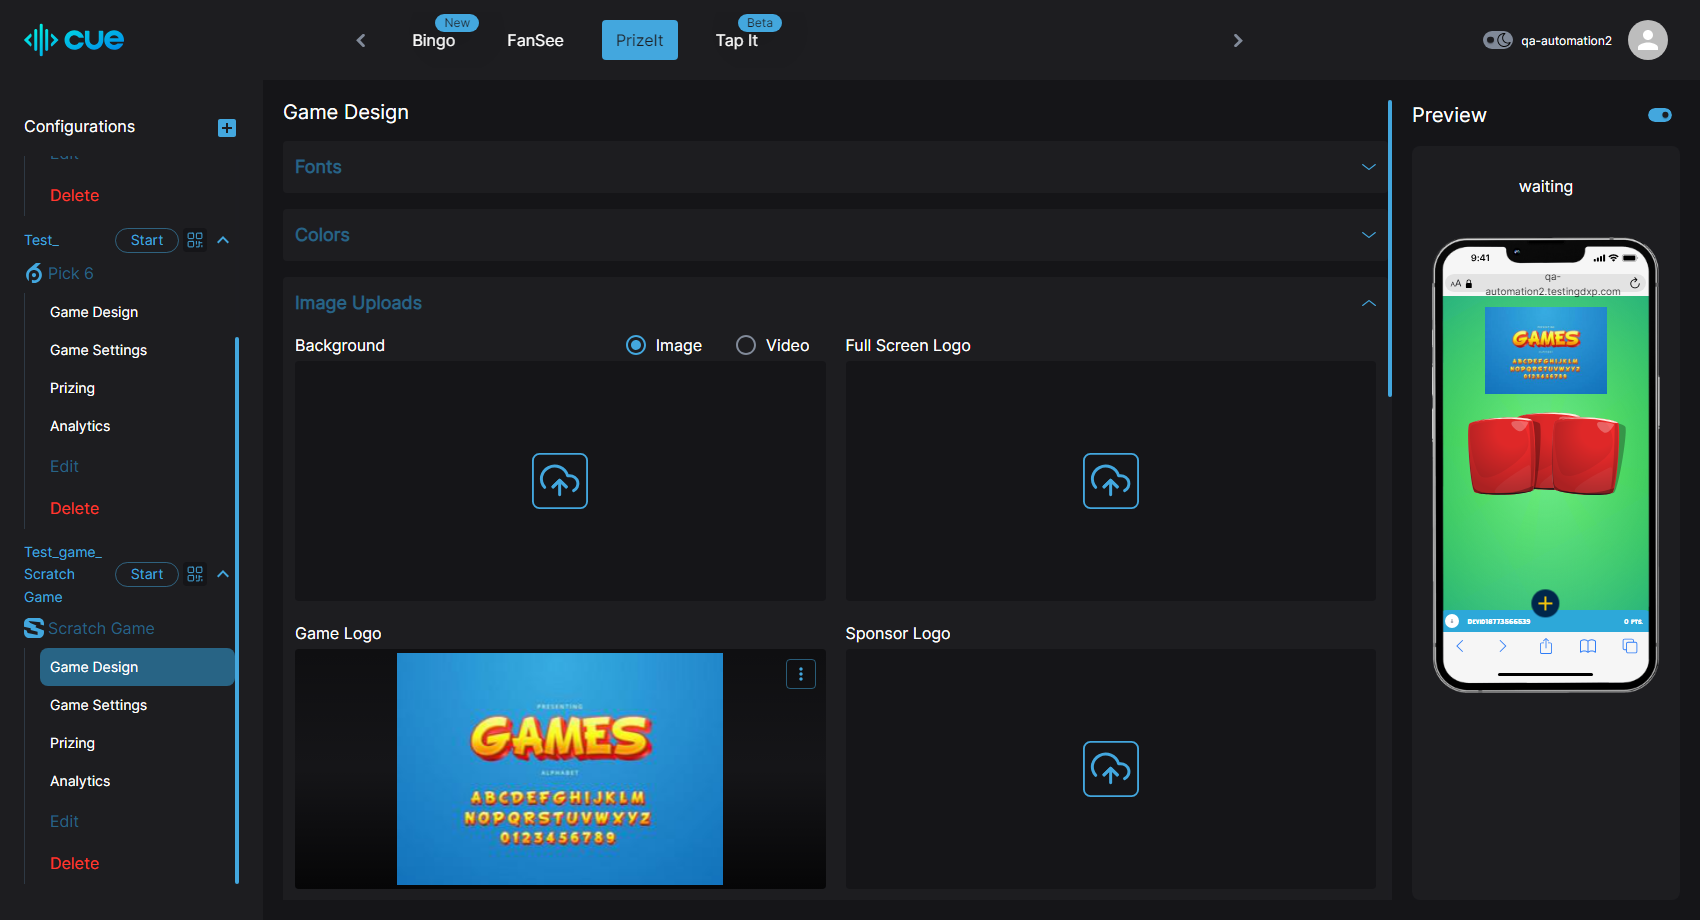 cue
New
Bingo
FanSee
PrizeIt
Beta
Tap It
qa-automation2
Configurations
Edit
Delete
Test_
Start
Pick 6
Game Design
Game Settings
Prizing
Analytics
Edit
Delete
Test_game_
Scratch
Game
Start
Scratch Game
Game Design
Game Settings
Prizing
Analytics
Edit
Delete
Game Design
Fonts
Colors
Image Uploads
Background
Image
Video
Full Screen Logo
Game Logo
PRESENTING
GAMES
ALPHABET
ABCDEFGHIJKLM
NOPQRSTUVWXYZ
0123456789
Sponsor Logo
Preview
waiting
9:41
AA
qa-
automation2.testingdxp.com
GAMES
ABCDEFGHIJKLM
NOPQRSTUVWXYZ
0123456789
0 Pts.